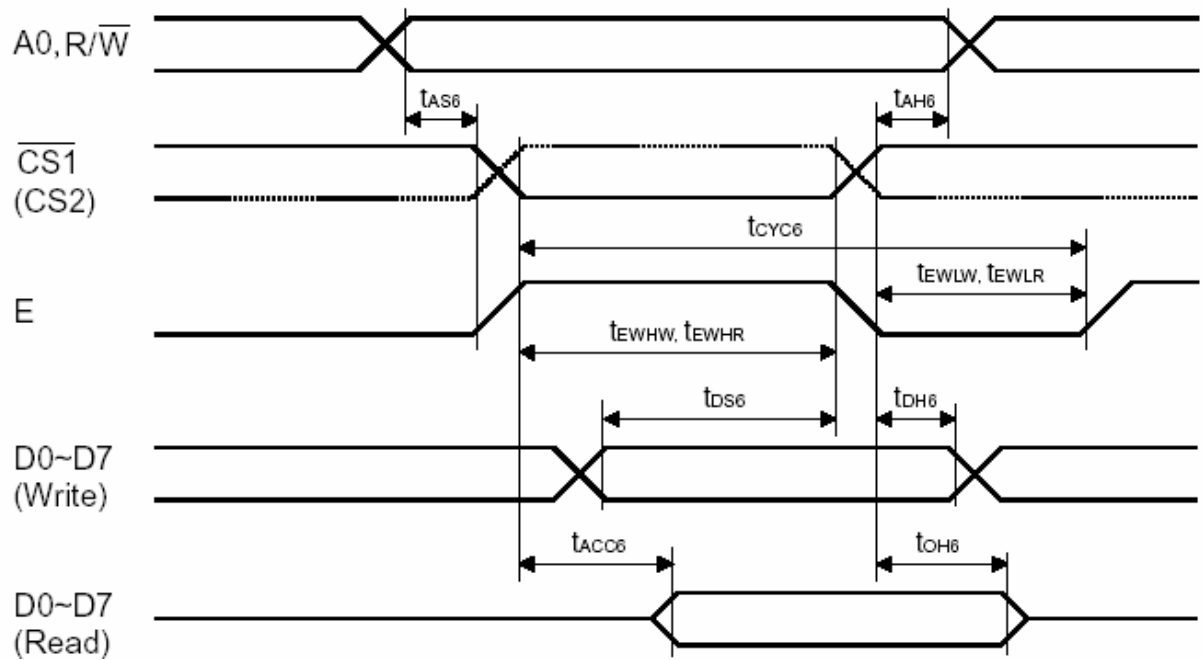 A0, R/W̅
tAS6
tAH6
C̅S̅1̅
(CS2)
tCYC6
tEWLW, tEWLR
E
tEWHW, tEWHR
tDS6
tDH6
D0~D7
(Write)
tACC6
tOH6
D0~D7
(Read)